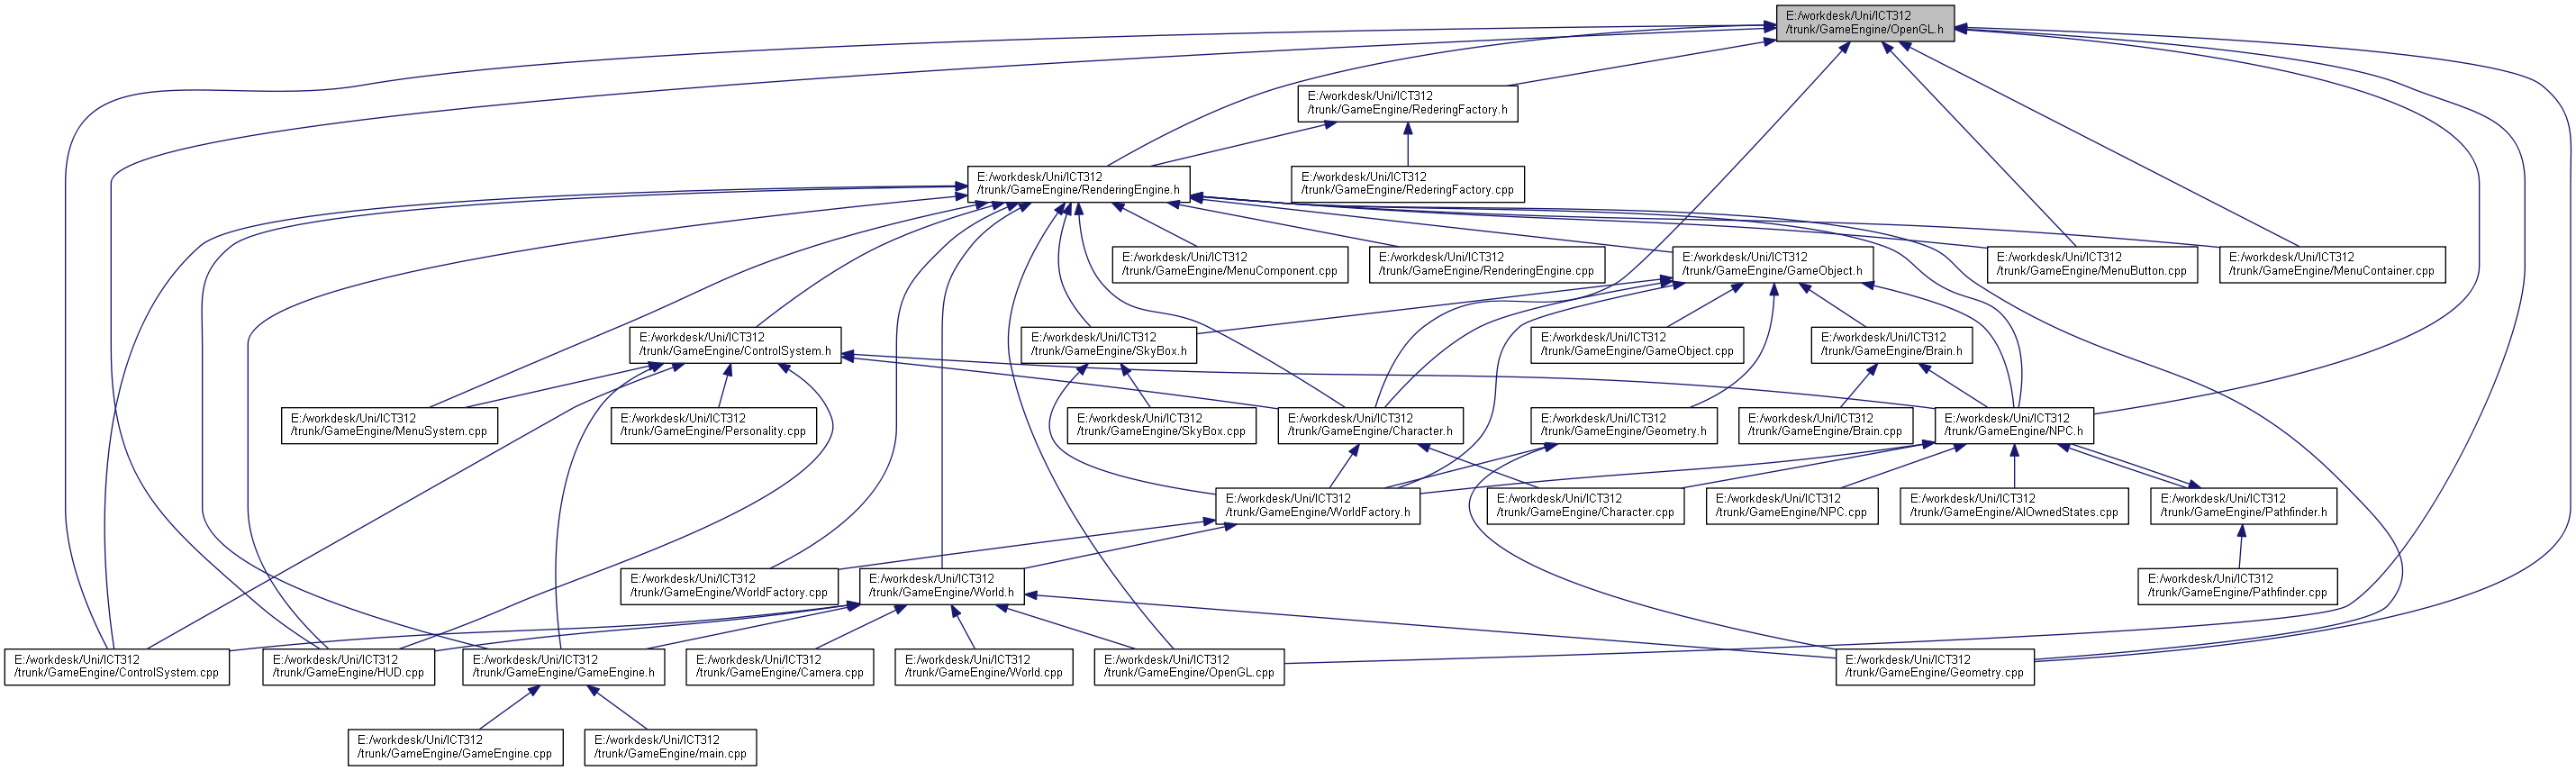 E:/workdesk/Uni/ICT312
/trunk/GameEngine/OpenGL.h
E:/workdesk/Uni/ICT312
/trunk/GameEngine/RederingFactory.h
E:/workdesk/Uni/ICT312
/trunk/GameEngine/RenderingEngine.h
E:/workdesk/Uni/ICT312
/trunk/GameEngine/RederingFactory.cpp
E:/workdesk/Uni/ICT312
/trunk/GameEngine/MenuComponent.cpp
E:/workdesk/Uni/ICT312
/trunk/GameEngine/RenderingEngine.cpp
E:/workdesk/Uni/ICT312
/trunk/GameEngine/GameObject.h
E:/workdesk/Uni/ICT312
/trunk/GameEngine/MenuButton.cpp
E:/workdesk/Uni/ICT312
/trunk/GameEngine/MenuContainer.cpp
E:/workdesk/Uni/ICT312
/trunk/GameEngine/ControlSystem.h
E:/workdesk/Uni/ICT312
/trunk/GameEngine/SkyBox.h
E:/workdesk/Uni/ICT312
/trunk/GameEngine/GameObject.cpp
E:/workdesk/Uni/ICT312
/trunk/GameEngine/Brain.h
E:/workdesk/Uni/ICT312
/trunk/GameEngine/MenuSystem.cpp
E:/workdesk/Uni/ICT312
/trunk/GameEngine/Personality.cpp
E:/workdesk/Uni/ICT312
/trunk/GameEngine/SkyBox.cpp
E:/workdesk/Uni/ICT312
/trunk/GameEngine/Character.h
E:/workdesk/Uni/ICT312
/trunk/GameEngine/Geometry.h
E:/workdesk/Uni/ICT312
/trunk/GameEngine/Brain.cpp
E:/workdesk/Uni/ICT312
/trunk/GameEngine/NPC.h
E:/workdesk/Uni/ICT312
/trunk/GameEngine/WorldFactory.h
E:/workdesk/Uni/ICT312
/trunk/GameEngine/Character.cpp
E:/workdesk/Uni/ICT312
/trunk/GameEngine/NPC.cpp
E:/workdesk/Uni/ICT312
/trunk/GameEngine/AIOwnedStates.cpp
E:/workdesk/Uni/ICT312
/trunk/GameEngine/Pathfinder.h
E:/workdesk/Uni/ICT312
/trunk/GameEngine/WorldFactory.cpp
E:/workdesk/Uni/ICT312
/trunk/GameEngine/World.h
E:/workdesk/Uni/ICT312
/trunk/GameEngine/Pathfinder.cpp
E:/workdesk/Uni/ICT312
/trunk/GameEngine/ControlSystem.cpp
E:/workdesk/Uni/ICT312
/trunk/GameEngine/HUD.cpp
E:/workdesk/Uni/ICT312
/trunk/GameEngine/GameEngine.h
E:/workdesk/Uni/ICT312
/trunk/GameEngine/Camera.cpp
E:/workdesk/Uni/ICT312
/trunk/GameEngine/World.cpp
E:/workdesk/Uni/ICT312
/trunk/GameEngine/OpenGL.cpp
E:/workdesk/Uni/ICT312
/trunk/GameEngine/Geometry.cpp
E:/workdesk/Uni/ICT312
/trunk/GameEngine/GameEngine.cpp
E:/workdesk/Uni/ICT312
/trunk/GameEngine/main.cpp